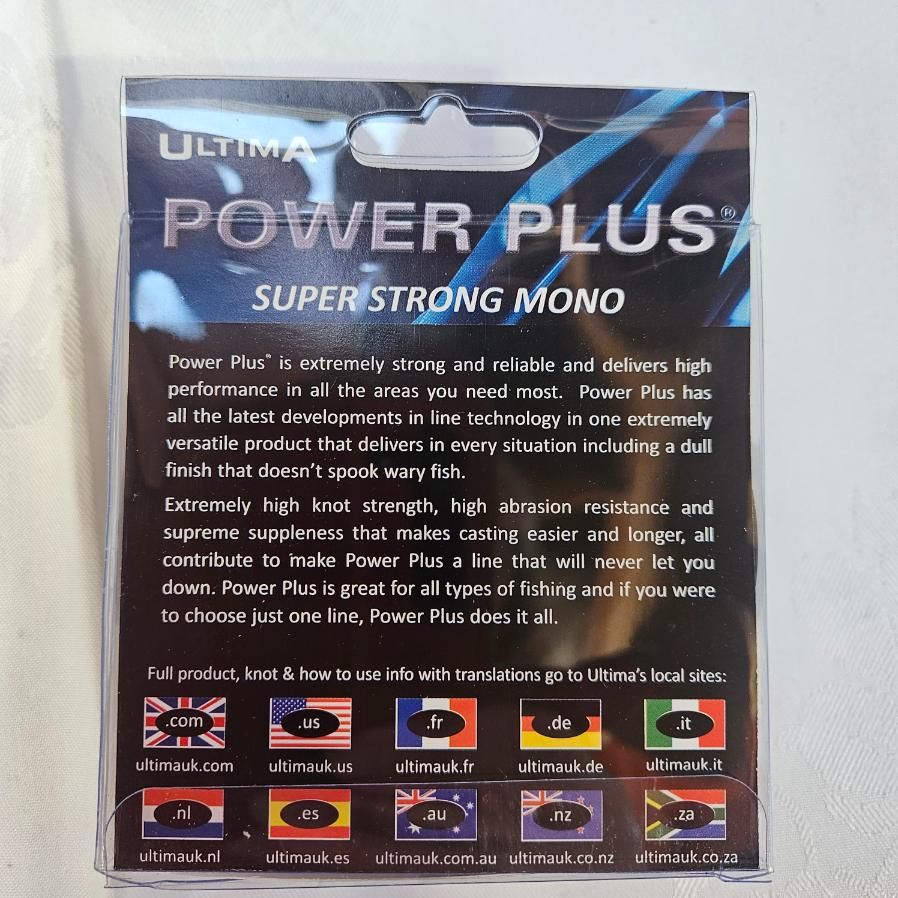 ULTIMA
POWER PLUS®
SUPER STRONG MONO
Power Plus® is extremely strong and reliable and delivers high
performance in all the areas you need most. Power Plus has
all the latest developments in line technology in one extremely
versatile product that delivers in every situation including a dull
finish that doesn't spook wary fish.
Extremely high knot strength, high abrasion resistance and
supreme suppleness that makes casting easier and longer, all
contribute to make Power Plus a line that will never let you
down. Power Plus is great for all types of fishing and if you were
to choose just one line, Power Plus does it all.
Full product, knot & how to use info with translations go to Ultima's local sites:
.com .us .fr .de .it
ultimauk.com ultimauk.us ultimauk.fr ultimauk.de ultimauk.it
.nl .es .au .nz .za
ultimauk.nl ultimauk.es ultimauk.com.au ultimauk.co.nz ultimauk.co.za